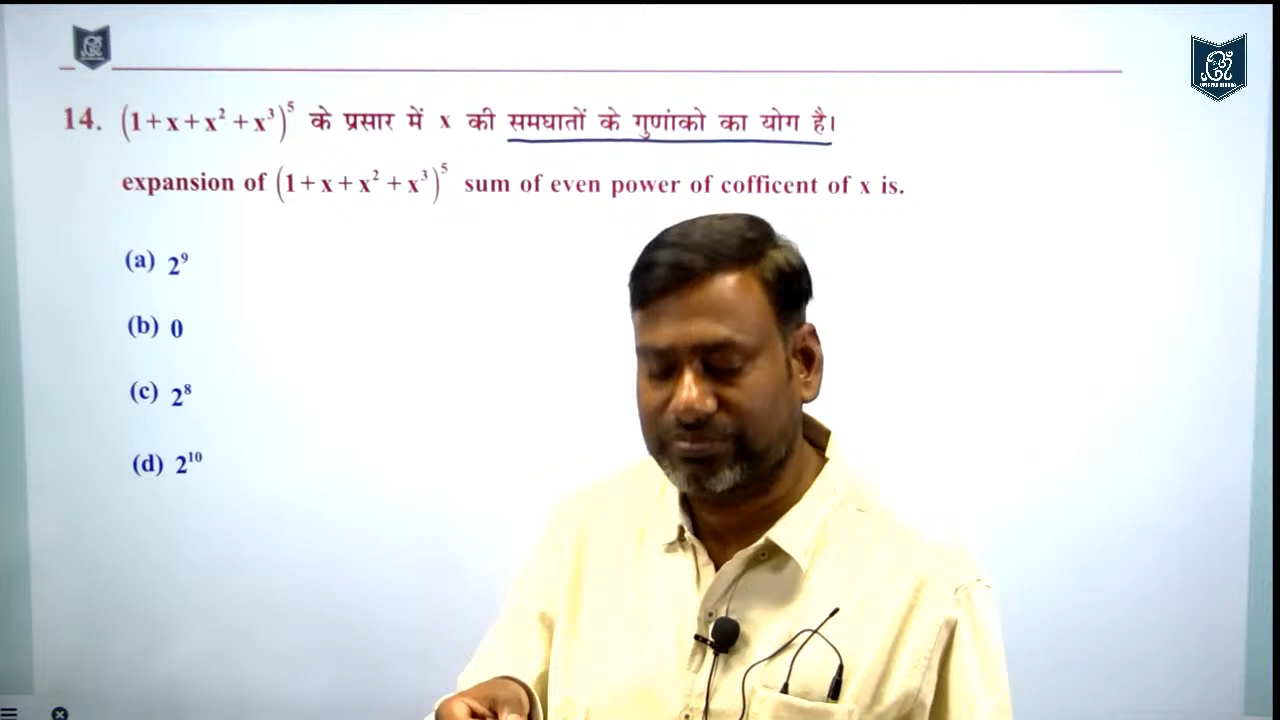 14. (1+x+x²+x³)⁵ के प्रसार में x की समघातों के गुणांको का योग है।
expansion of (1+x+x²+x³)⁵ sum of even power of cofficent of x is.
(a) 2⁹
(b) 0
(c) 2⁸
(d) 2¹⁰